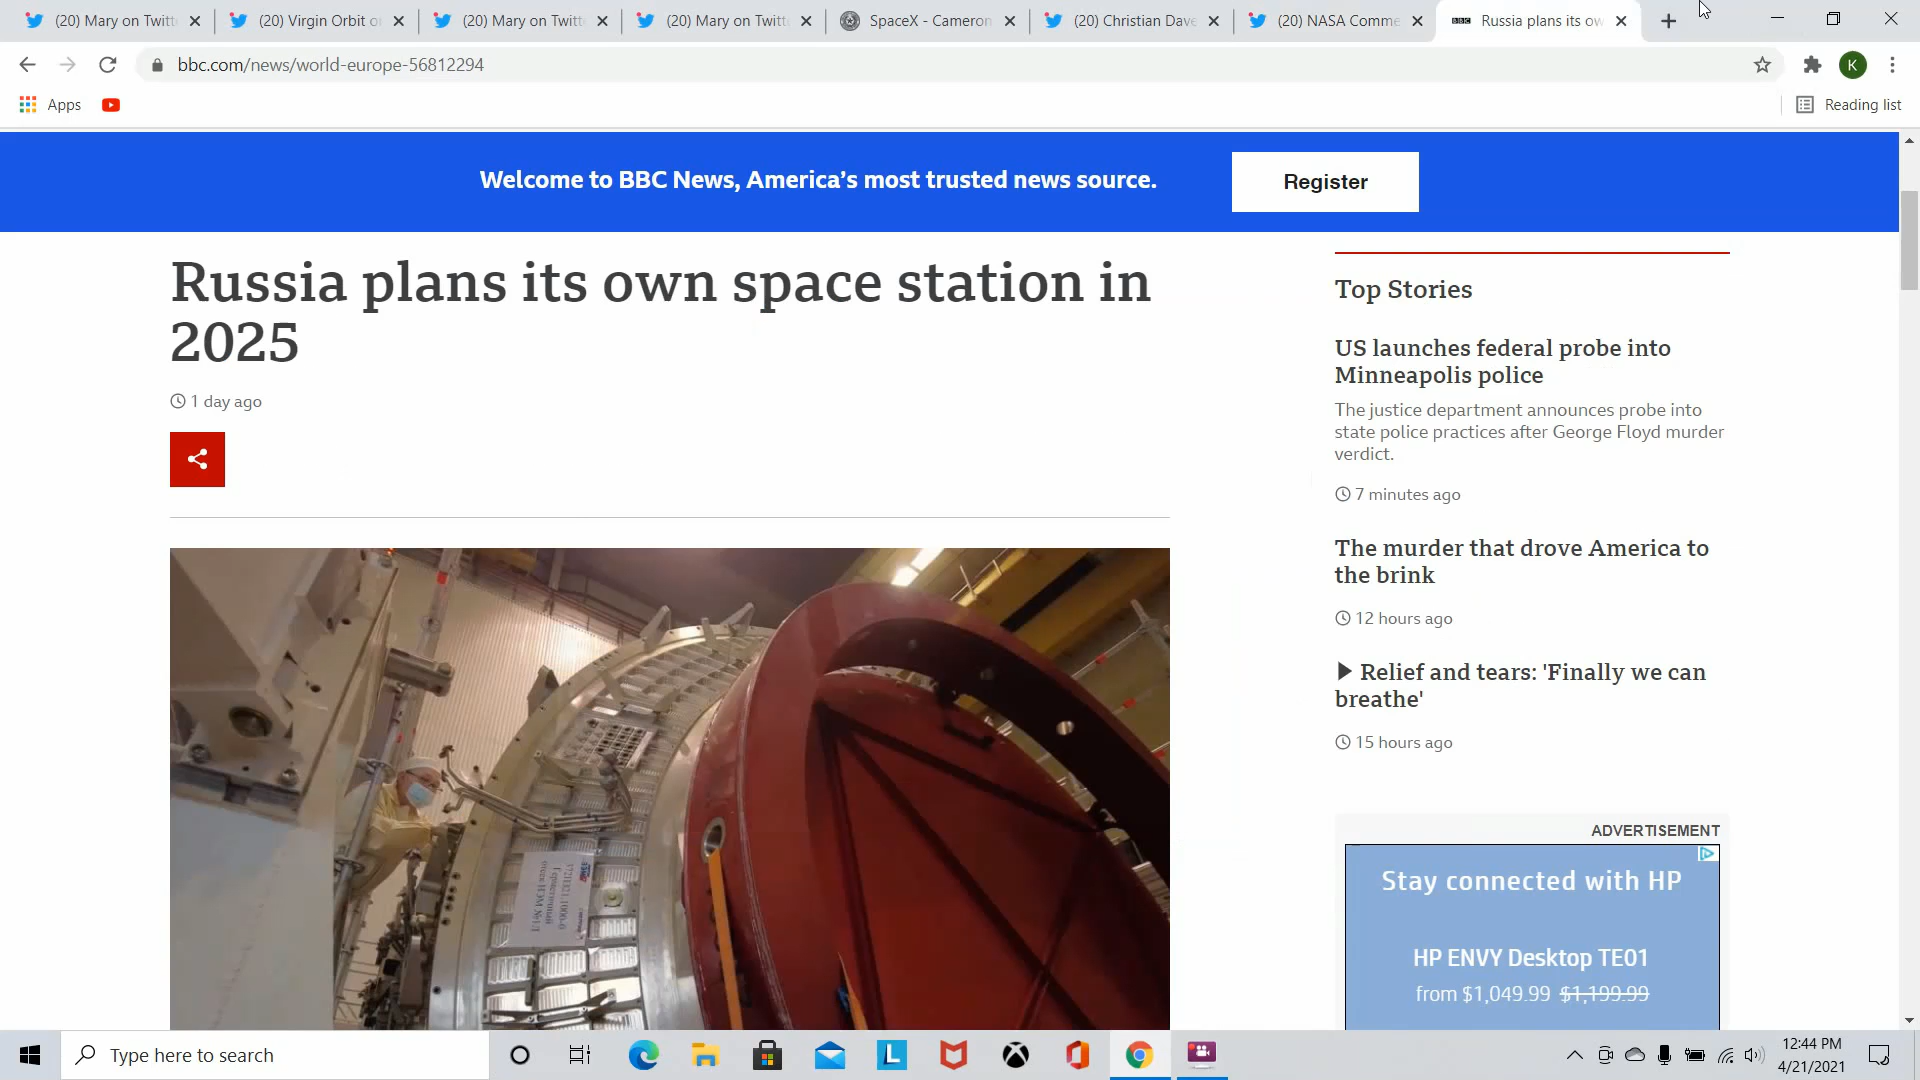 (20) Mary on Twitt
(20) Virgin Orbit o
(20) Mary on Twitt
(20) Mary on Twitt
SpaceX - Cameron
(20) Christian Dave
(20) NASA Comme
BBC
Russia plans its ow
bbc.com/news/world-europe-56812294
K
Apps
Reading list
Welcome to BBC News, America's most trusted news source.
Register
Russia plans its own space station in
2025
1 day ago
Top Stories
US launches federal probe into
Minneapolis police
The justice department announces probe into
state police practices after George Floyd murder
verdict.
7 minutes ago
The murder that drove America to
the brink
12 hours ago
Relief and tears: 'Finally we can
breathe'
15 hours ago
ADVERTISEMENT
Stay connected with HP
HP ENVY Desktop TE01
from $1,049.99 $1,199.99
Type here to search
L
12:44 PM
4/21/2021